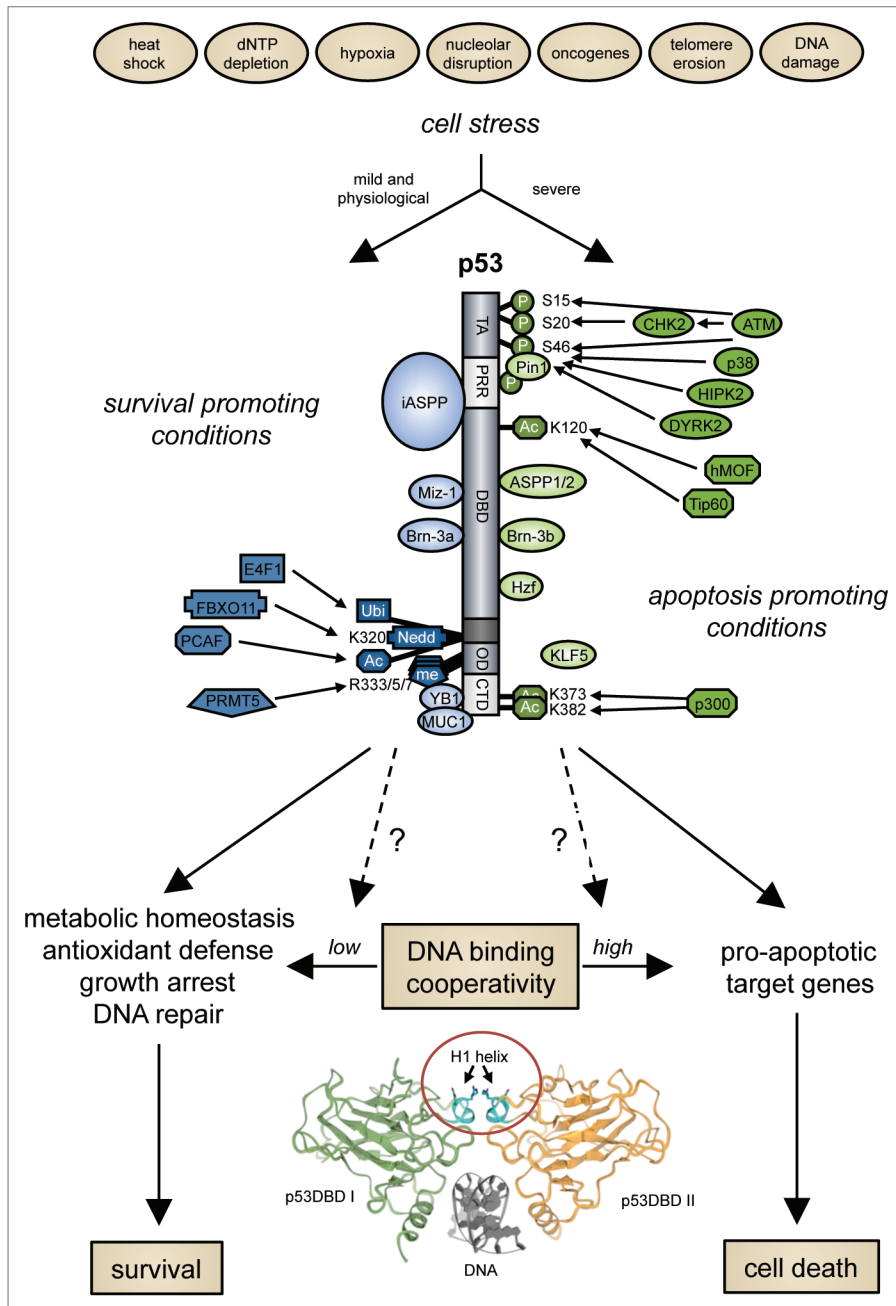 heat
shock
dNTP
depletion
hypoxia
nucleolar
disruption
oncogenes
telomere
erosion
DNA
damage
cell stress
mild and
physiological
severe
p53
TA
P S15
P S20 CHK2 ATM
P S46
p38
PRR
P Pin1
HIPK2
DYRK2
iASPP
survival promoting
conditions
Ac K120
hMOF
Tip60
DBD
Miz-1
ASPP1/2
Brn-3a
Brn-3b
Hzf
E4F1
FBXO11
PCAF
PRMT5
Ubi
K320 Nedd
Ac
me
R333/5/7
OD
CTD
YB1
MUC1
apoptosis promoting
conditions
KLF5
Ac K373
Ac K382
p300
?
?
metabolic homeostasis
antioxidant defense
growth arrest
DNA repair
low
DNA binding
cooperativity
high
pro-apoptotic
target genes
H1 helix
p53DBD I
p53DBD II
DNA
survival
cell death